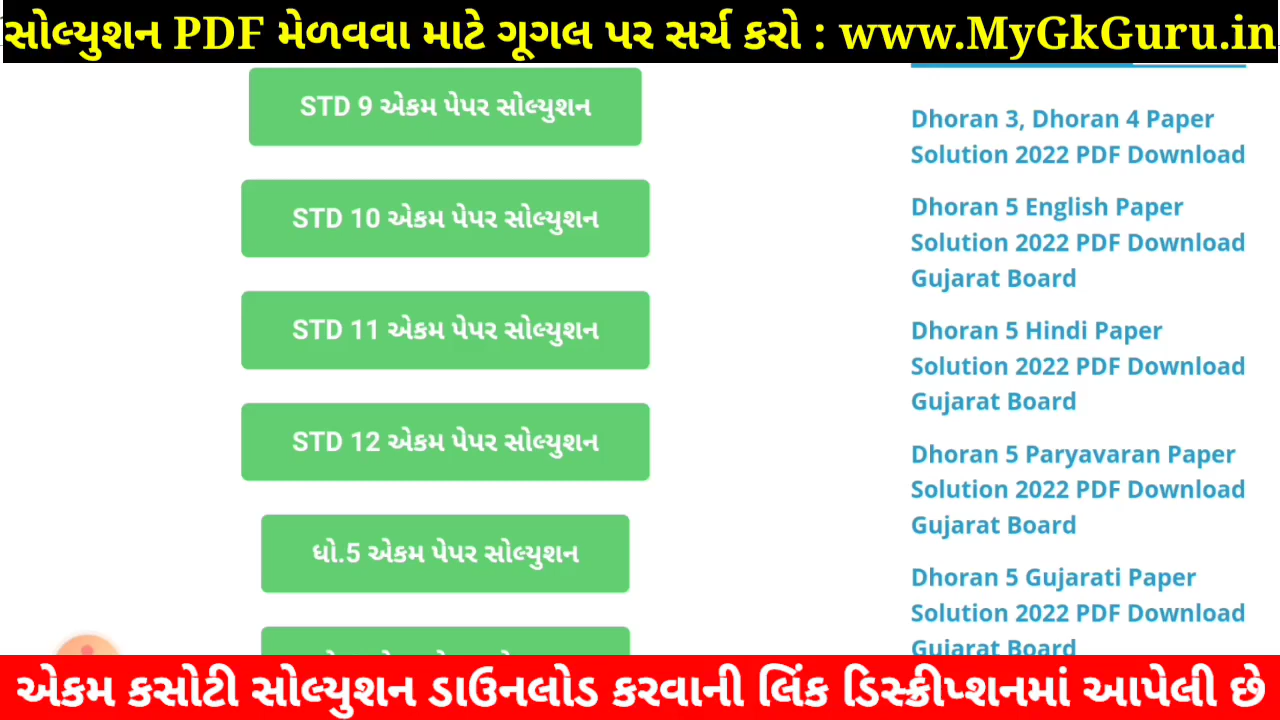 સોલ્યુશન PDF મેળવવા માટે ગૂગલ પર સર્ચ કરો : www.MyGkGuru.in
STD 9 એકમ પેપર સોલ્યુશન
STD 10 એકમ પેપર સોલ્યુશન
STD 11 એકમ પેપર સોલ્યુશન
STD 12 એકમ પેપર સોલ્યુશન
ધો.5 એકમ પેપર સોલ્યુશન
Dhoran 3, Dhoran 4 Paper
Solution 2022 PDF Download
Dhoran 5 English Paper
Solution 2022 PDF Download
Gujarat Board
Dhoran 5 Hindi Paper
Solution 2022 PDF Download
Gujarat Board
Dhoran 5 Paryavaran Paper
Solution 2022 PDF Download
Gujarat Board
Dhoran 5 Gujarati Paper
Solution 2022 PDF Download
Gujarat Board
એકમ કસોટી સોલ્યુશન ડાઉનલોડ કરવાની લિંક ડિસ્ક્રીપ્શનમાં આપેલી છે